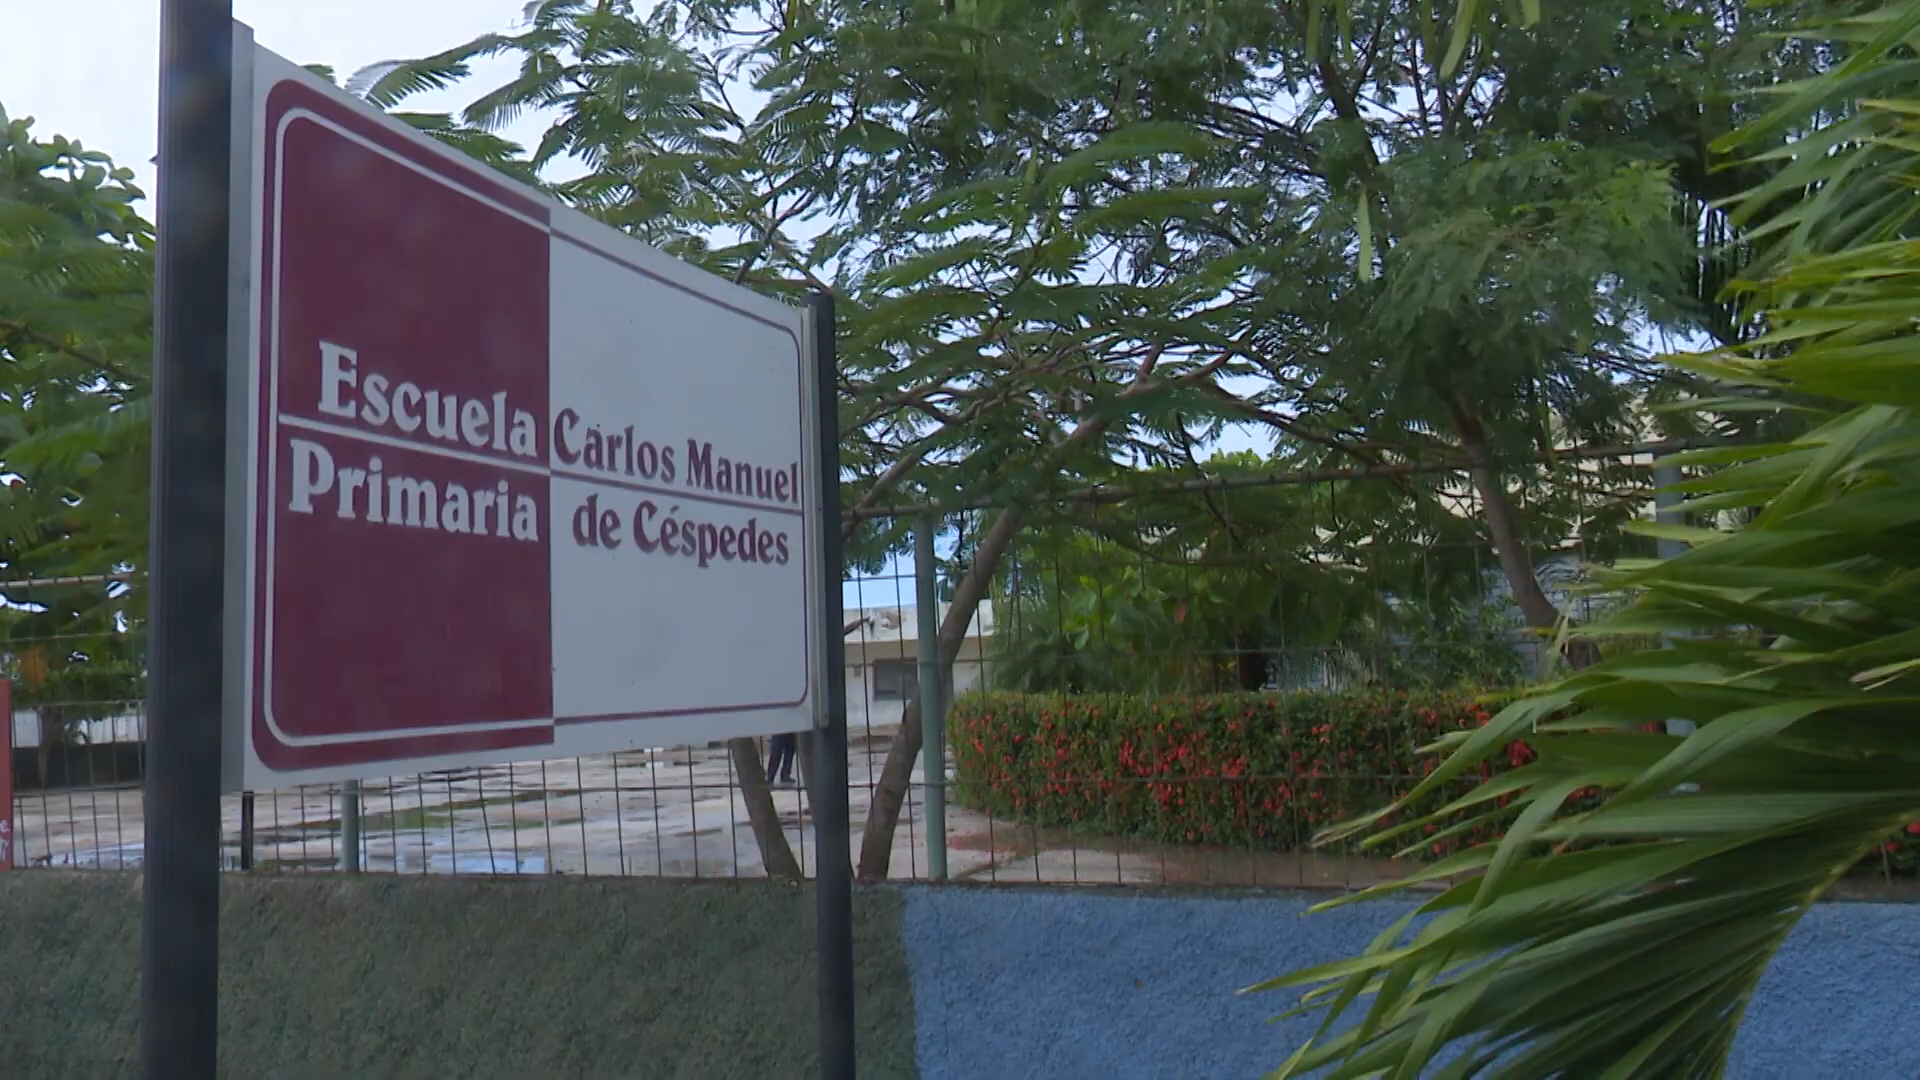 Escuela
Primaria
Carlos Manuel
de Céspedes